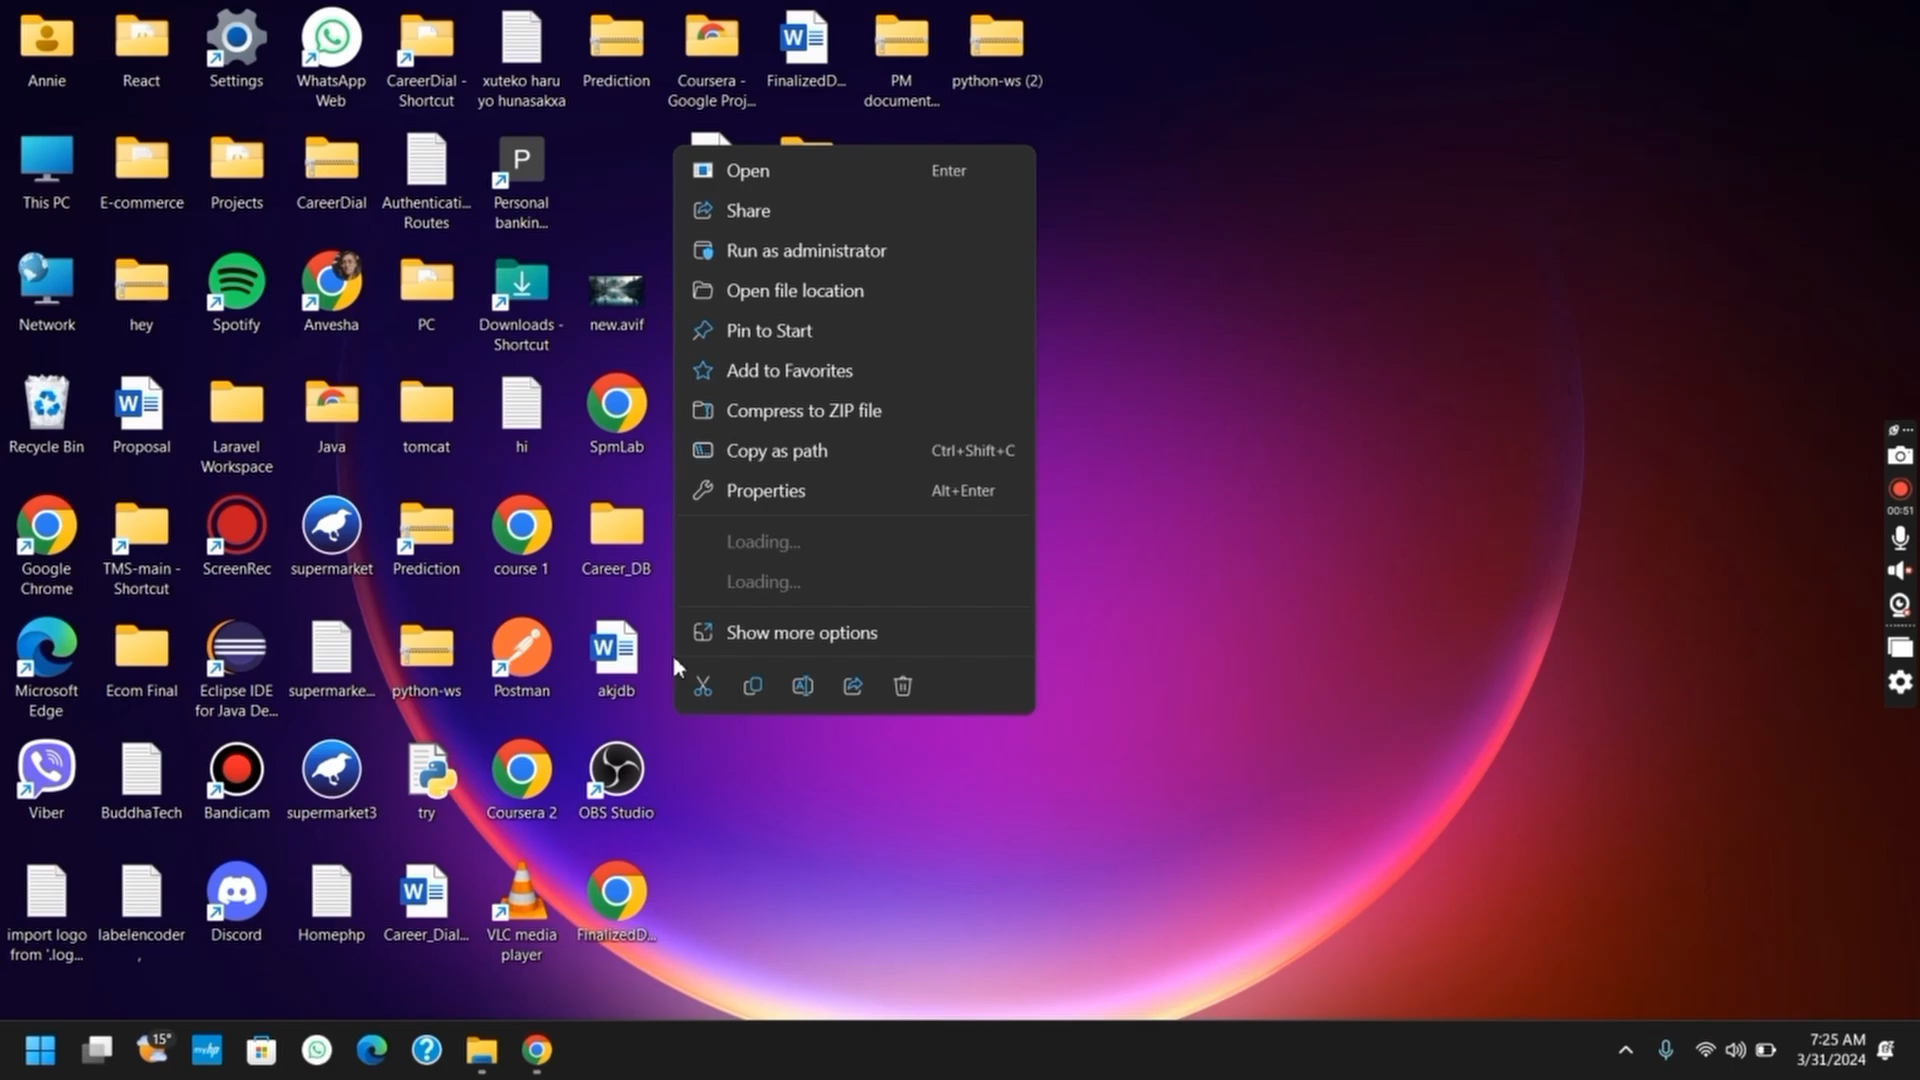 Annie
React
Settings
WhatsApp
Web
CareerDial -
Shortcut
xuteko haru
yo hunasakxa
Prediction
Coursera -
Google Proj...
FinalizedD...
PM
document...
python-ws (2)
This PC
E-commerce
Projects
CareerDial
Authenticati...
Routes
P
Personal
bankin...
Network
hey
Spotify
Anvesha
PC
Downloads -
Shortcut
new.avif
Recycle Bin
Proposal
Laravel
Workspace
Java
tomcat
hi
SpmLab
Google
Chrome
TMS-main -
Shortcut
ScreenRec
supermarket
Prediction
course 1
Career_DB
Microsoft
Edge
Ecom Final
Eclipse IDE
for Java De...
supermarke...
python-ws
Postman
akjdb
Viber
BuddhaTech
Bandicam
supermarket3
try
Coursera 2
OBS Studio
import logo
from '.log...
labelencoder
,
Discord
Homephp
Career_Dial...
VLC media
player
FinalizedD...
Open Enter
Share
Run as administrator
Open file location
Pin to Start
Add to Favorites
Compress to ZIP file
Copy as path Ctrl+Shift+C
Properties Alt+Enter
Loading...
Loading...
Show more options
00:51
15°
myhp
7:25 AM
3/31/2024